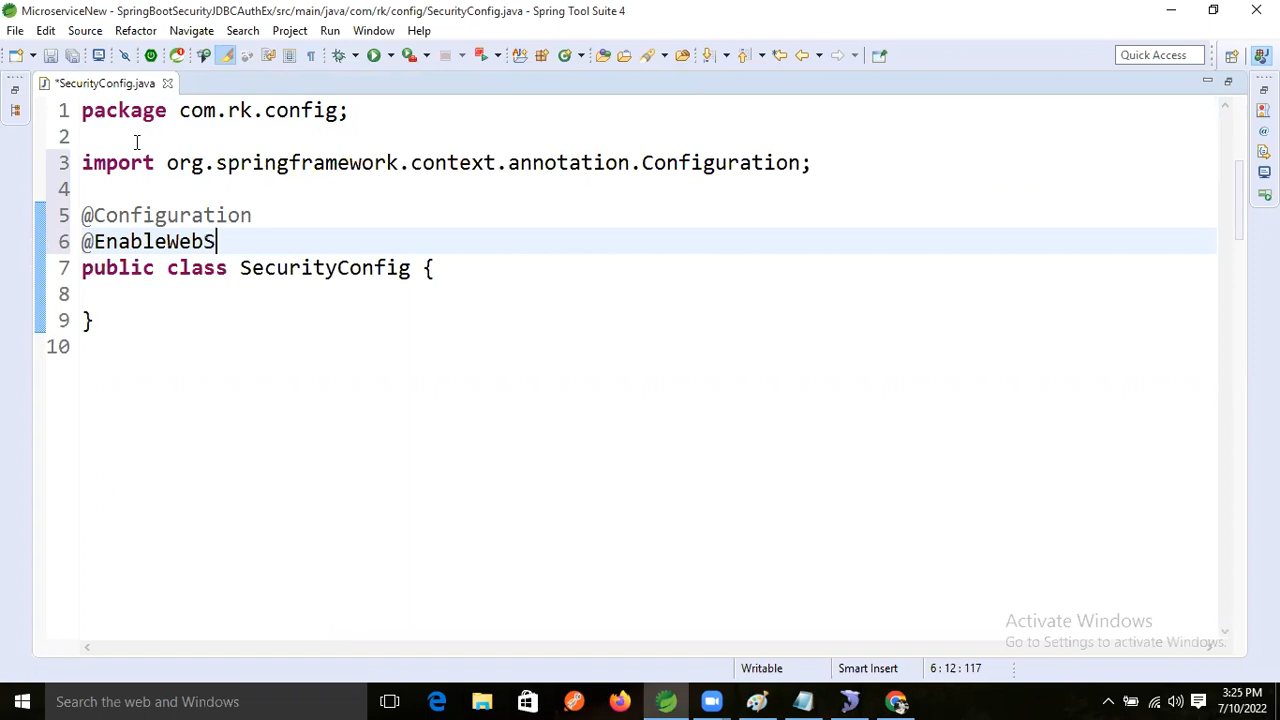 MicroserviceNew - SpringBootSecurityJDBCAuthEx/src/main/java/com/rk/config/SecurityConfig.java - Spring Tool Suite 4
File Edit Source Refactor Navigate Search Project Run Window Help
Quick Access
*SecurityConfig.java
1 package com.rk.config;
2
3 import org.springframework.context.annotation.Configuration;
4
5 @Configuration
6 @EnableWebS
7 public class SecurityConfig {
8
9 }
10
Activate Windows
Go to Settings to activate Windows.
Writable Smart Insert 6 : 12 : 117
Search the web and Windows
3:25 PM
7/10/2022